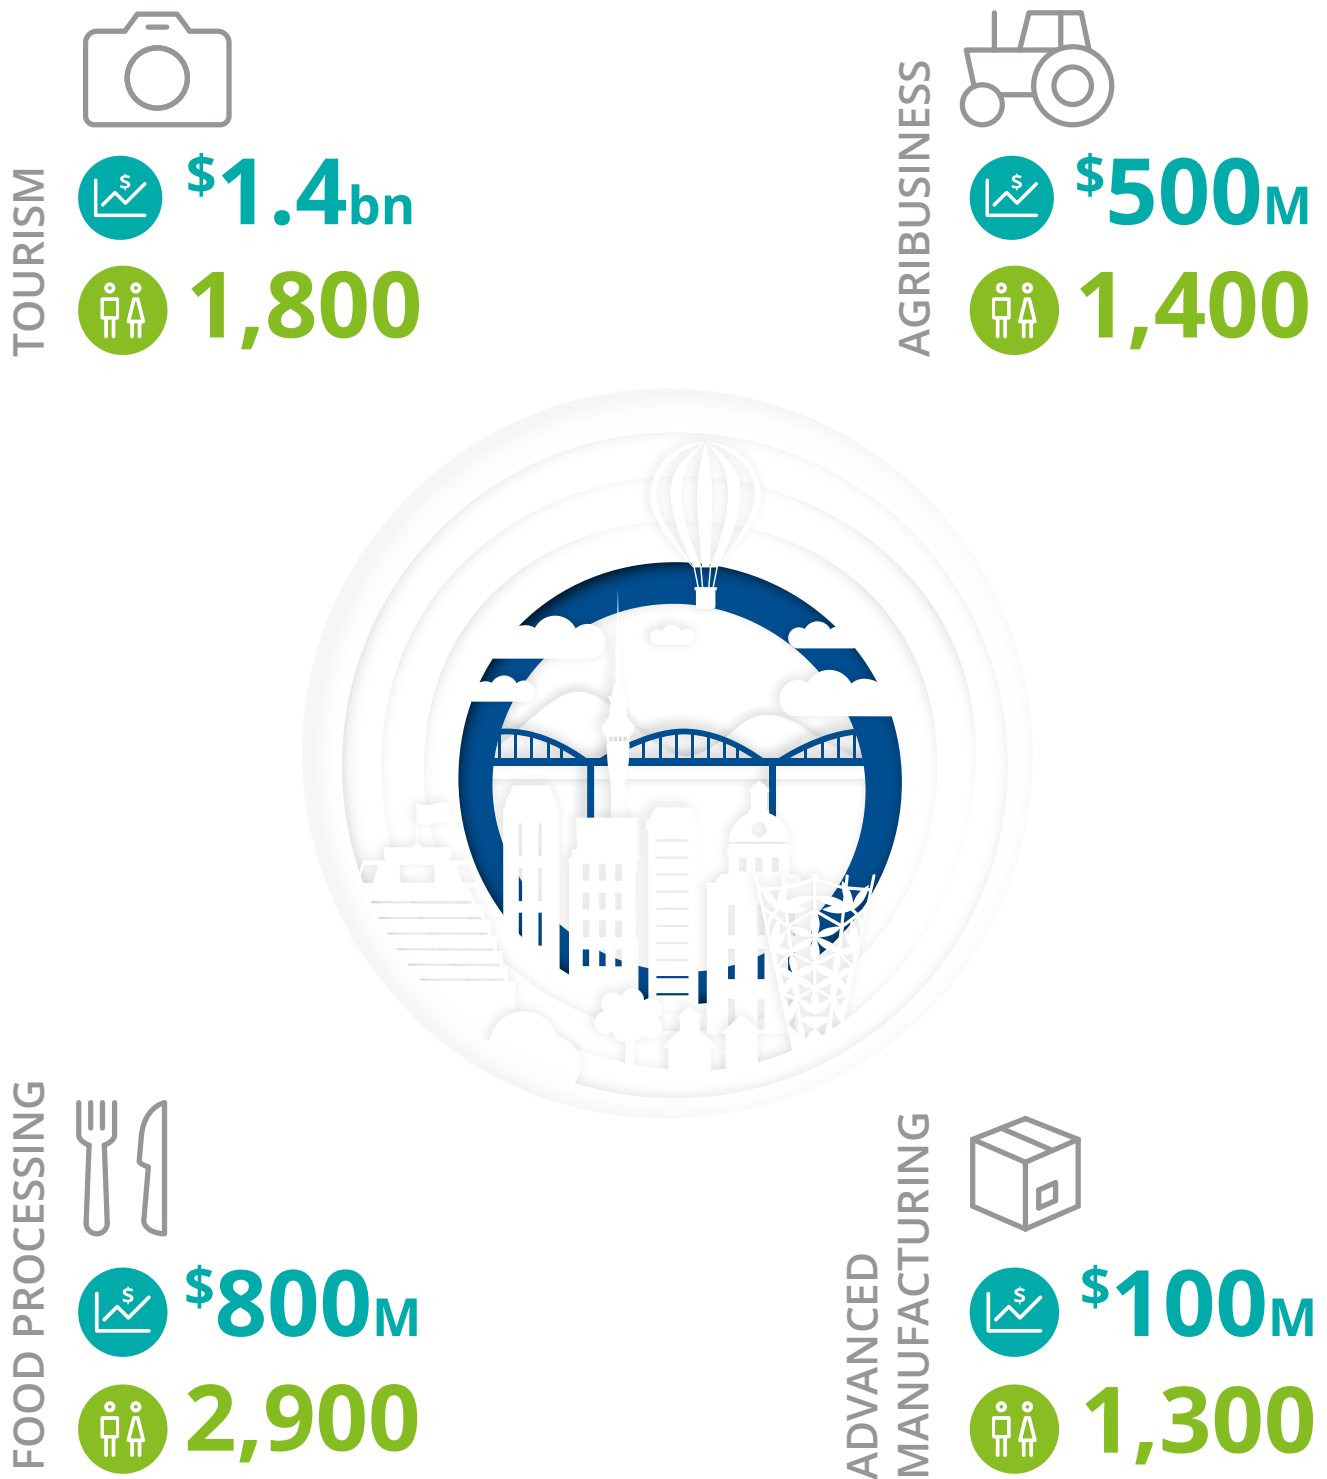 TOURISM
$1.4bn
1,800
AGRIBUSINESS
$500M
1,400
FOOD PROCESSING
$800M
2,900
ADVANCED
MANUFACTURING
$100M
1,300